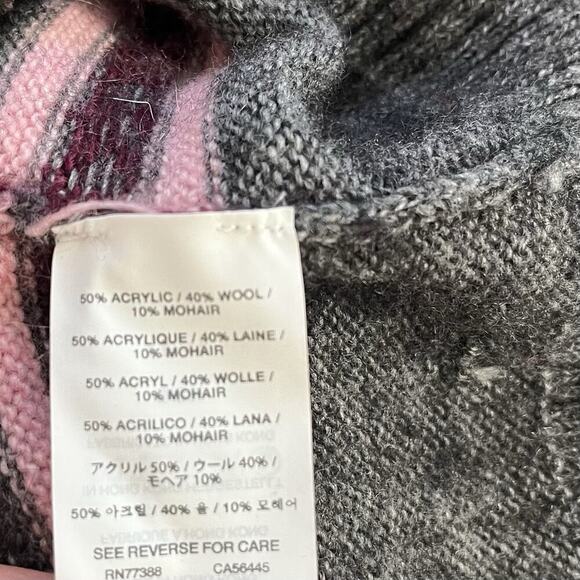 50% ACRYLIC / 40% WOOL /
10% MOHAIR
50% ACRYLIQUE / 40% LAINE /
10% MOHAIR
50% ACRYL / 40% WOLLE /
10% MOHAIR
50% ACRILICO / 40% LANA /
10% MOHAIR
アクリル 50% / ウール 40% /
モヘア 10%
50% 아크릴 / 40% 울 / 10% 모헤어
SEE REVERSE FOR CARE
RN77388 CA56445